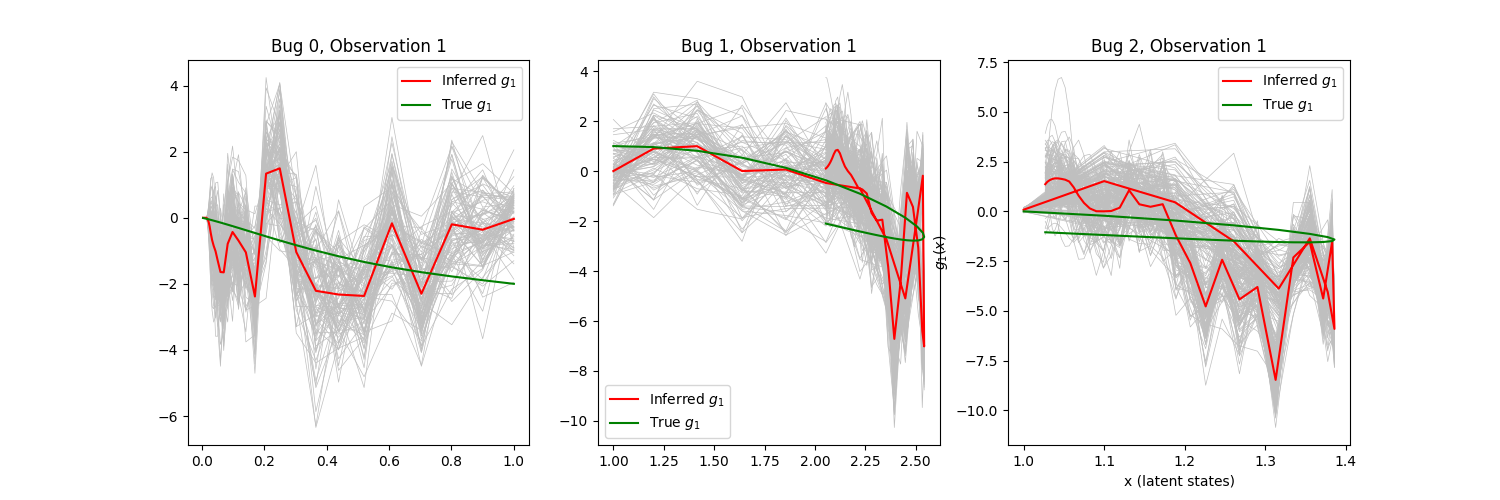 Bug 0, Observation 1
Inferred g₁
True g₁
4
2
0
−2
−4
−6
0.0 0.2 0.4 0.6 0.8 1.0
Bug 1, Observation 1
4
2
0
−2
−4
−6
−8
−10
Inferred g₁
True g₁
1.00 1.25 1.50 1.75 2.00 2.25 2.50
Bug 2, Observation 1
Inferred g₁
True g₁
g₁(x)
7.5
5.0
2.5
0.0
−2.5
−5.0
−7.5
−10.0
1.0 1.1 1.2 1.3 1.4
x (latent states)